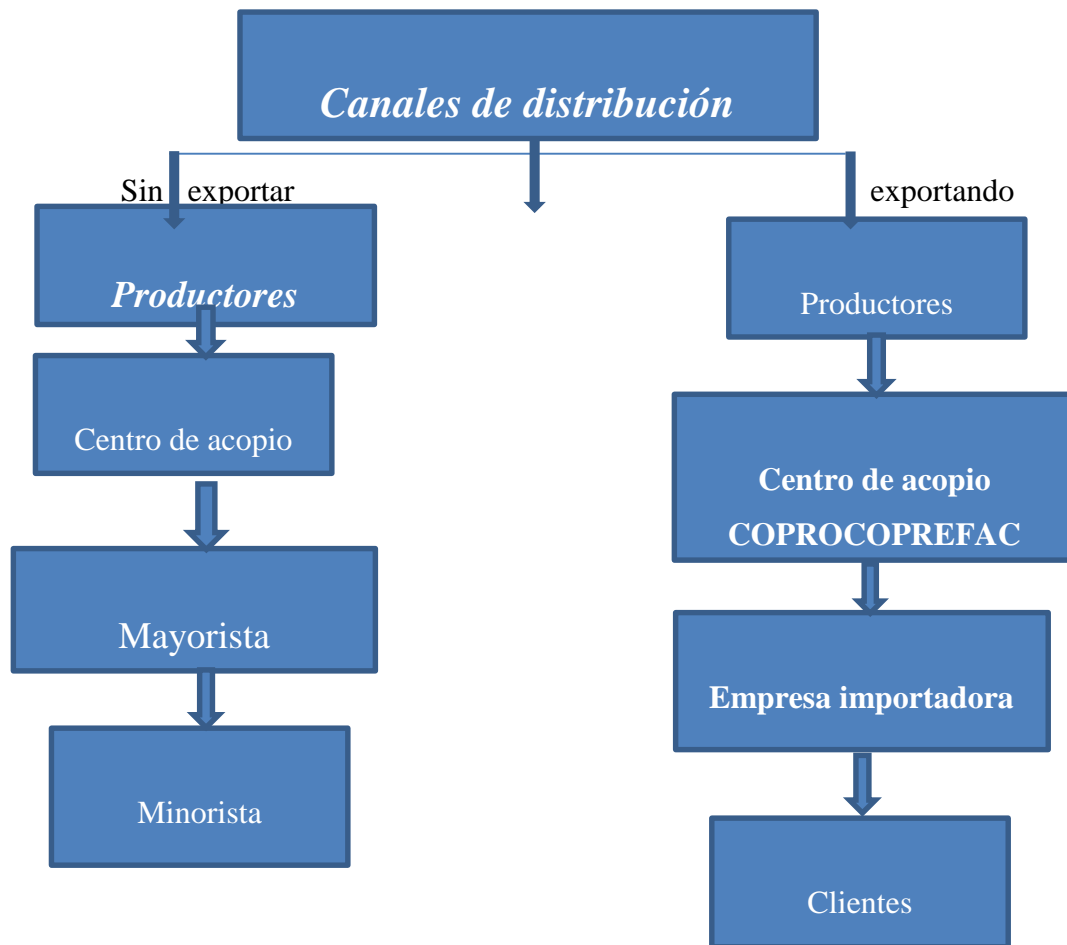 Canales de distribución
Sin exportar
exportando
Productores
Productores
Centro de acopio
Centro de acopio
COPROCOPREFAC
Mayorista
Empresa importadora
Minorista
Clientes